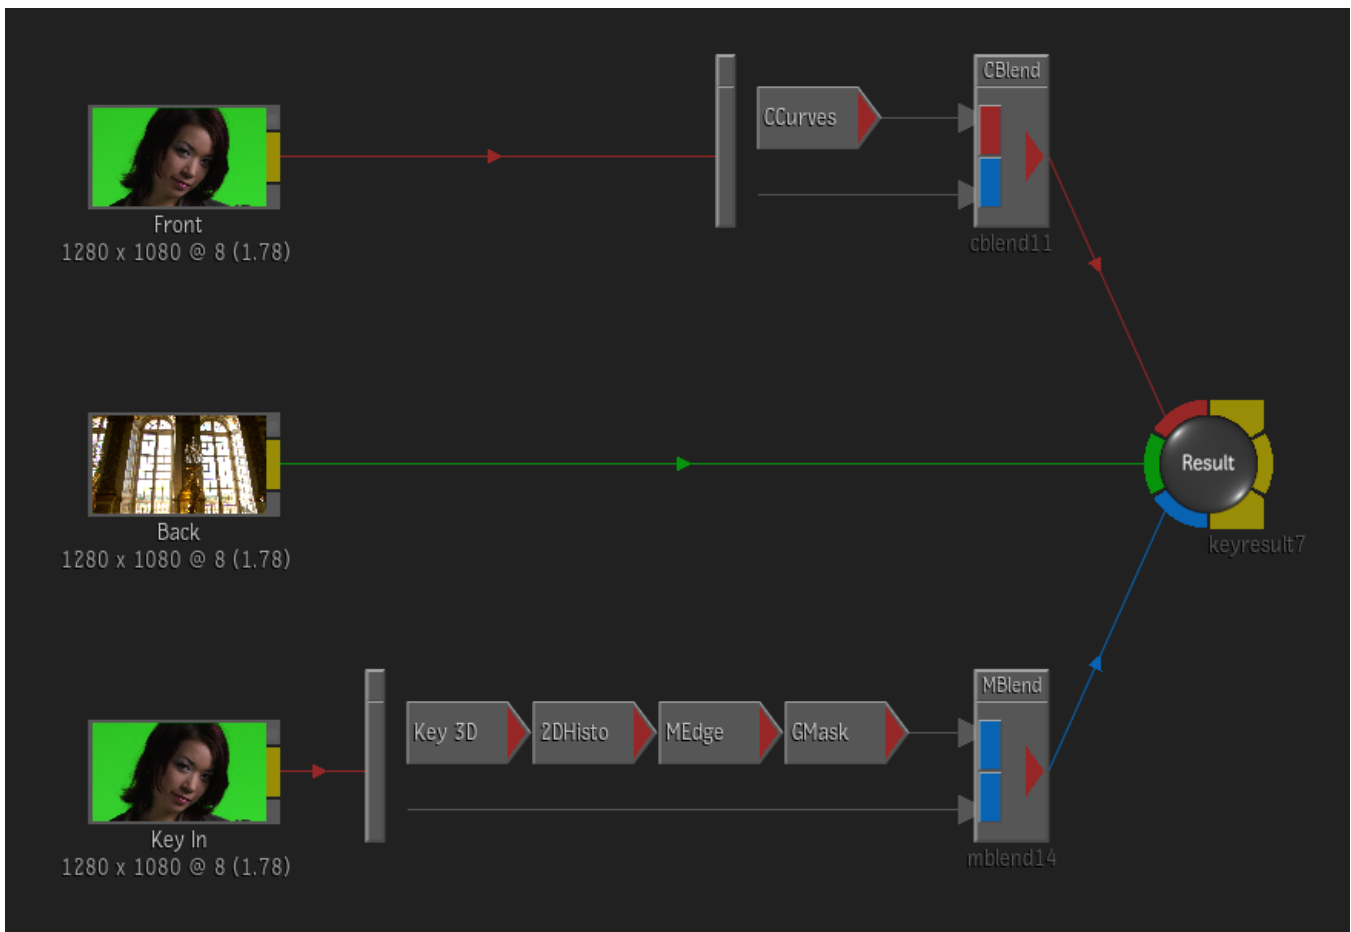 CBlend
CCurves
cblend11
Front
1280 x 1080 @ 8 (1.78)
Back
1280 x 1080 @ 8 (1.78)
Result
keyresult7
MBlend
Key 3D
2DHisto
MEdge
GMask
mblend14
Key In
1280 x 1080 @ 8 (1.78)